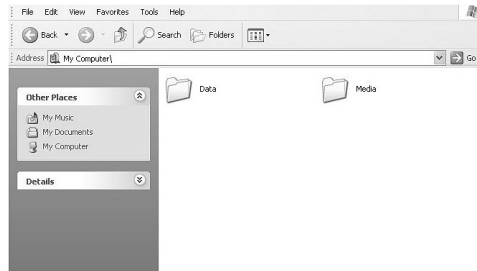 File Edit View Favorites Tools Help
Back Search Folders
Address My Computer\ Go
Other Places
Data Media
My Music
My Documents
My Computer
Details